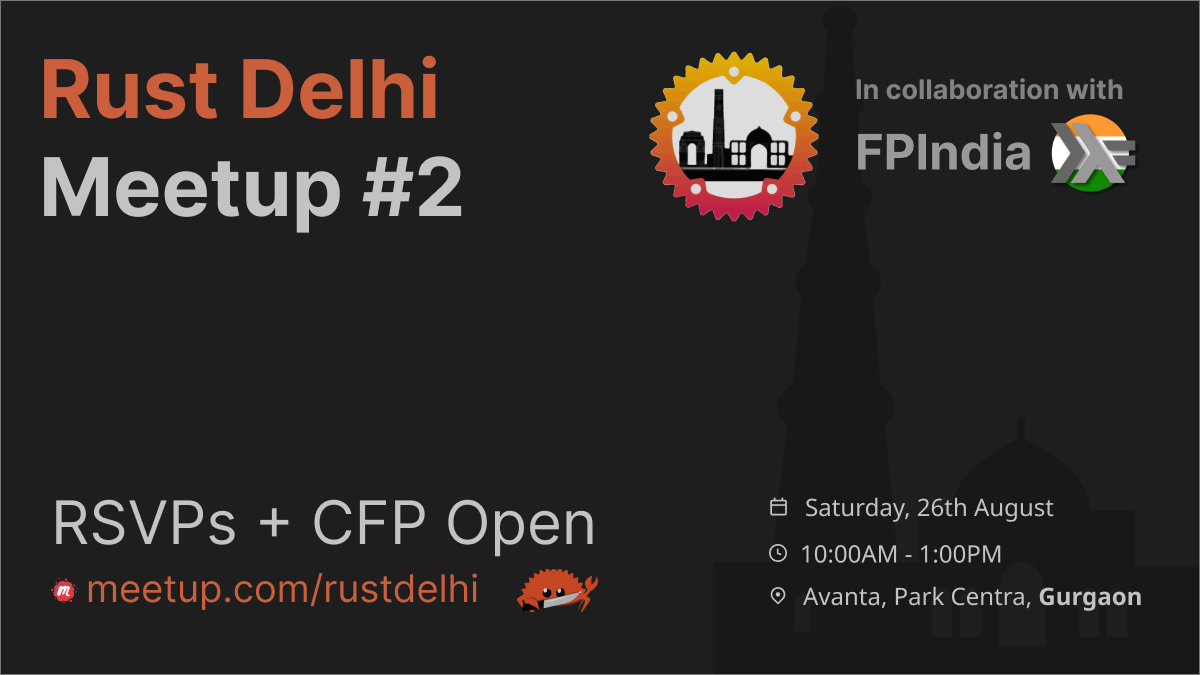 Rust Delhi
Meetup #2
In collaboration with
FPIndia
RSVPs + CFP Open
m meetup.com/rustdelhi
Saturday, 26th August
10:00AM - 1:00PM
Avanta, Park Centra, Gurgaon